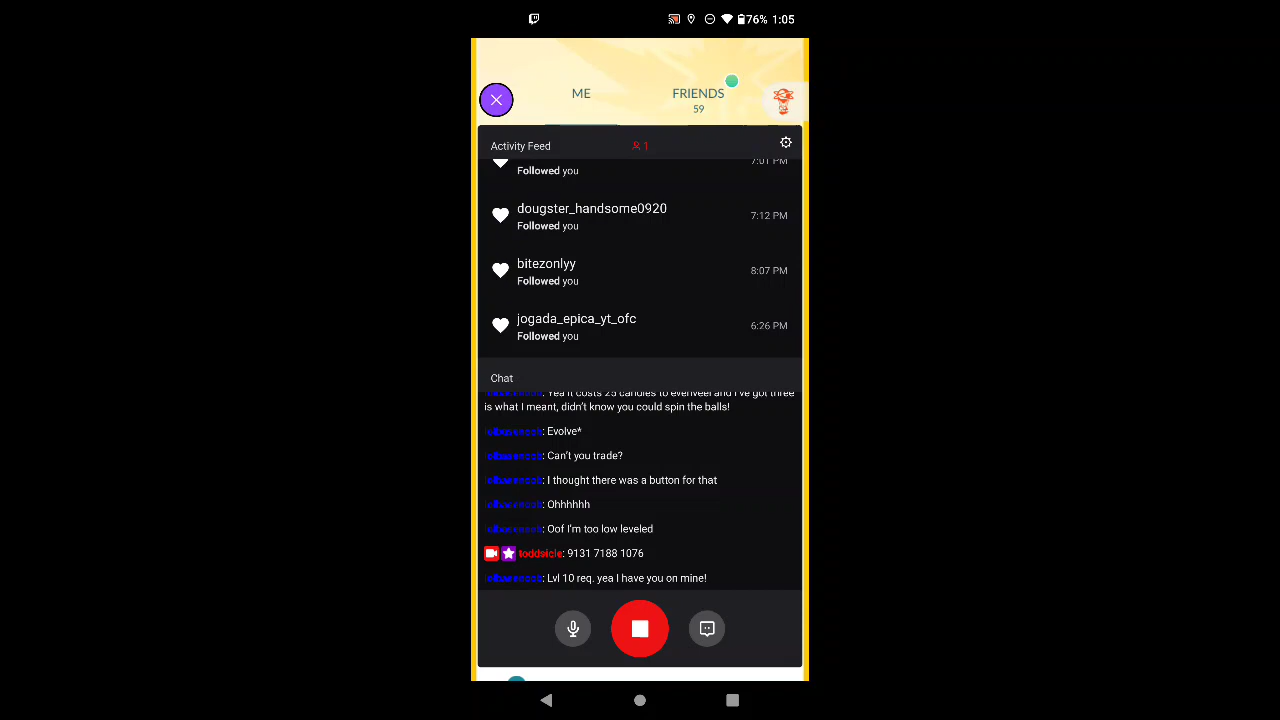 76% 1:05
ME
FRIENDS
59
Activity Feed
1
7:01 PM
Followed you
dougster_handsome0920
7:12 PM
Followed you
bitezonlyy
8:07 PM
Followed you
jogada_epica_yt_ofc
6:26 PM
Followed you
Chat
: Yea it costs 25 candies to evenveel and I've got three
is what I meant, didn't know you could spin the balls!
: Evolve*
: Can't you trade?
: I thought there was a button for that
: Ohhhhhh
: Oof I'm too low leveled
toddsicle: 9131 7188 1076
: Lvl 10 req. yea I have you on mine!